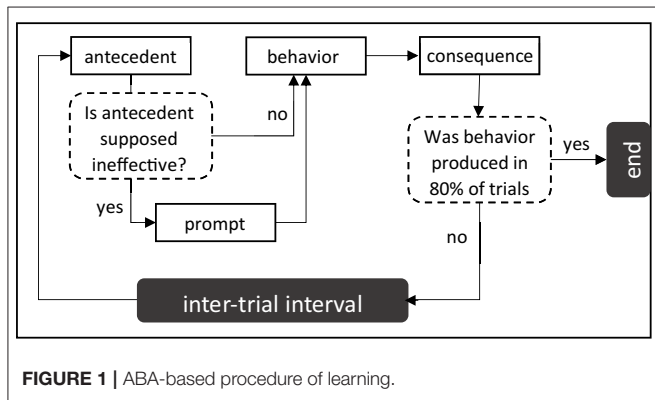 antecedent
behavior
consequence
Is antecedent
supposed
ineffective?
no
Was behavior
produced in
80% of trials
yes
end
yes
prompt
no
inter-trial interval
FIGURE 1 | ABA-based procedure of learning.